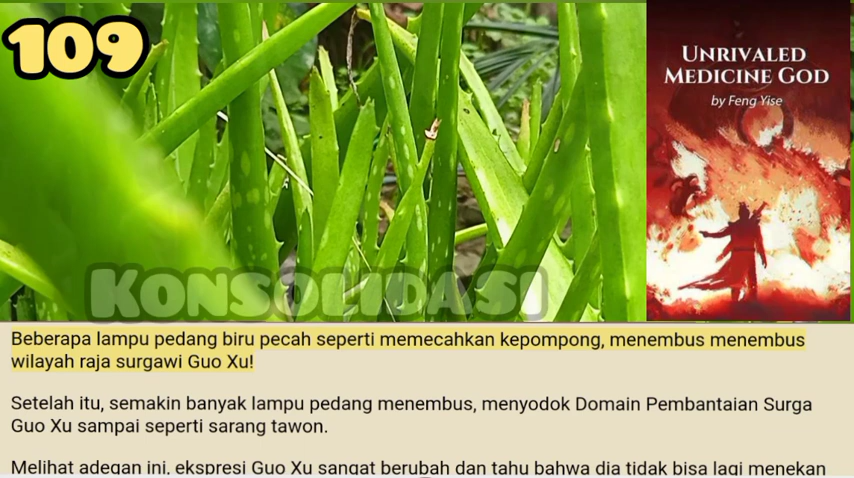 109
UNRIVALED
MEDICINE GOD
by Feng Yise
KONSOLIDASI
Beberapa lampu pedang biru pecah seperti memecahkan kepompong, menembus menembus
wilayah raja surgawi Guo Xu!
Setelah itu, semakin banyak lampu pedang menembus, menyodok Domain Pembantaian Surga
Guo Xu sampai seperti sarang tawon.
Melihat adegan ini, ekspresi Guo Xu sangat berubah dan tahu bahwa dia tidak bisa lagi menekan